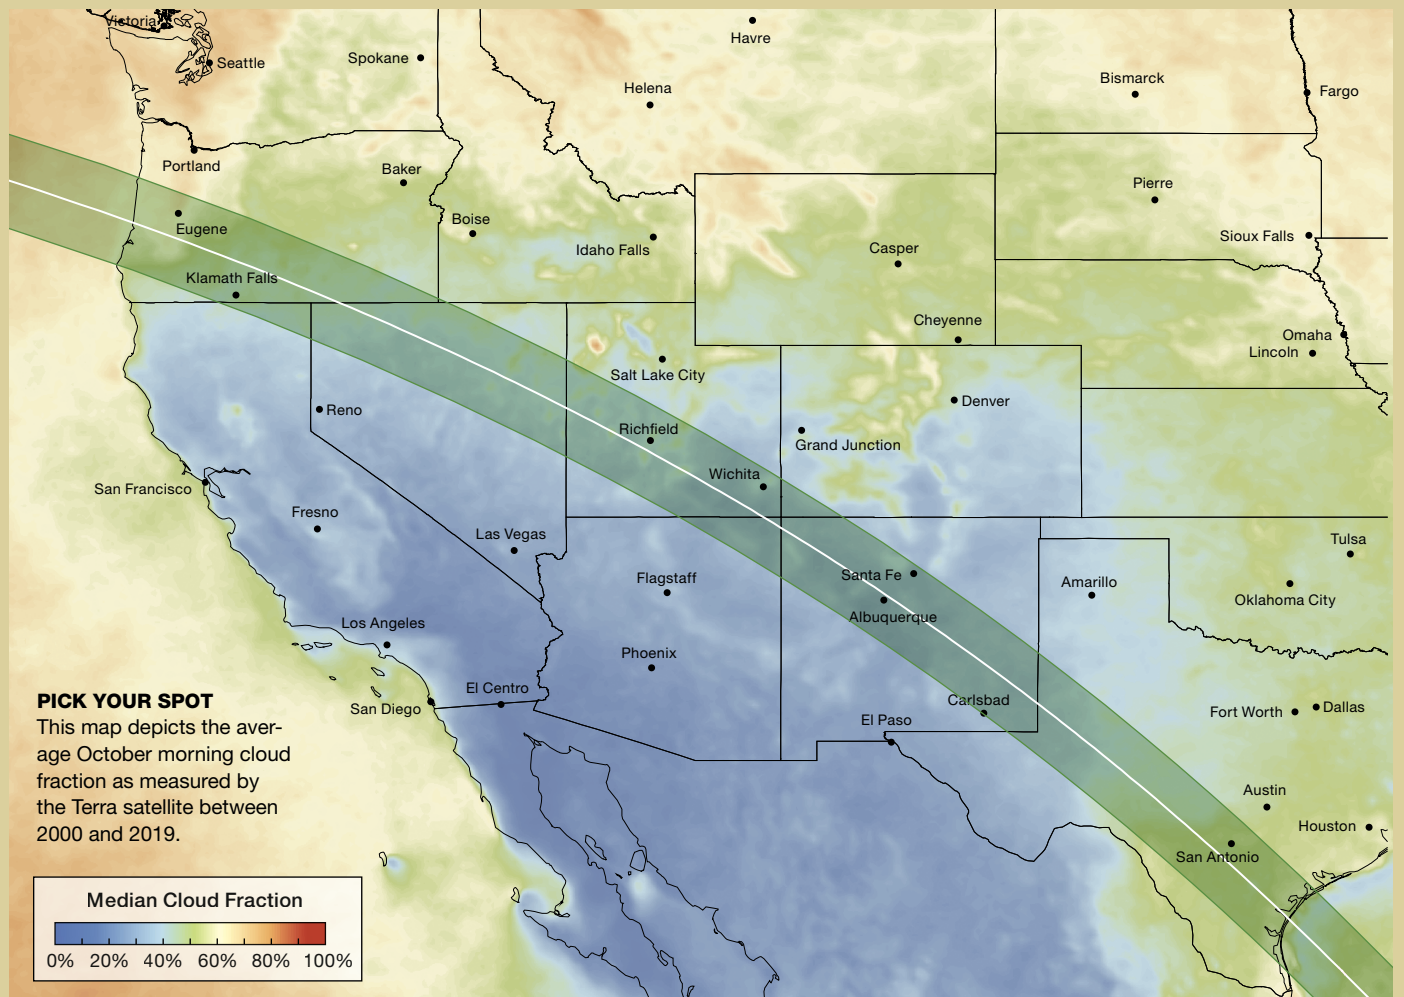 Victoria
Seattle
Spokane
Havre
Helena
Bismarck
Fargo
Portland
Baker
Pierre
Eugene
Boise
Idaho Falls
Casper
Sioux Falls
Klamath Falls
Cheyenne
Omaha
Lincoln
Salt Lake City
Reno
Denver
Richfield
Grand Junction
Wichita
San Francisco
Fresno
Las Vegas
Tulsa
Flagstaff
Santa Fe
Amarillo
Oklahoma City
Albuquerque
Los Angeles
Phoenix
El Centro
San Diego
Carlsbad
El Paso
Fort Worth
Dallas
Austin
Houston
San Antonio
PICK YOUR SPOT
This map depicts the aver-
age October morning cloud
fraction as measured by
the Terra satellite between
2000 and 2019.
Median Cloud Fraction
0% 20% 40% 60% 80% 100%